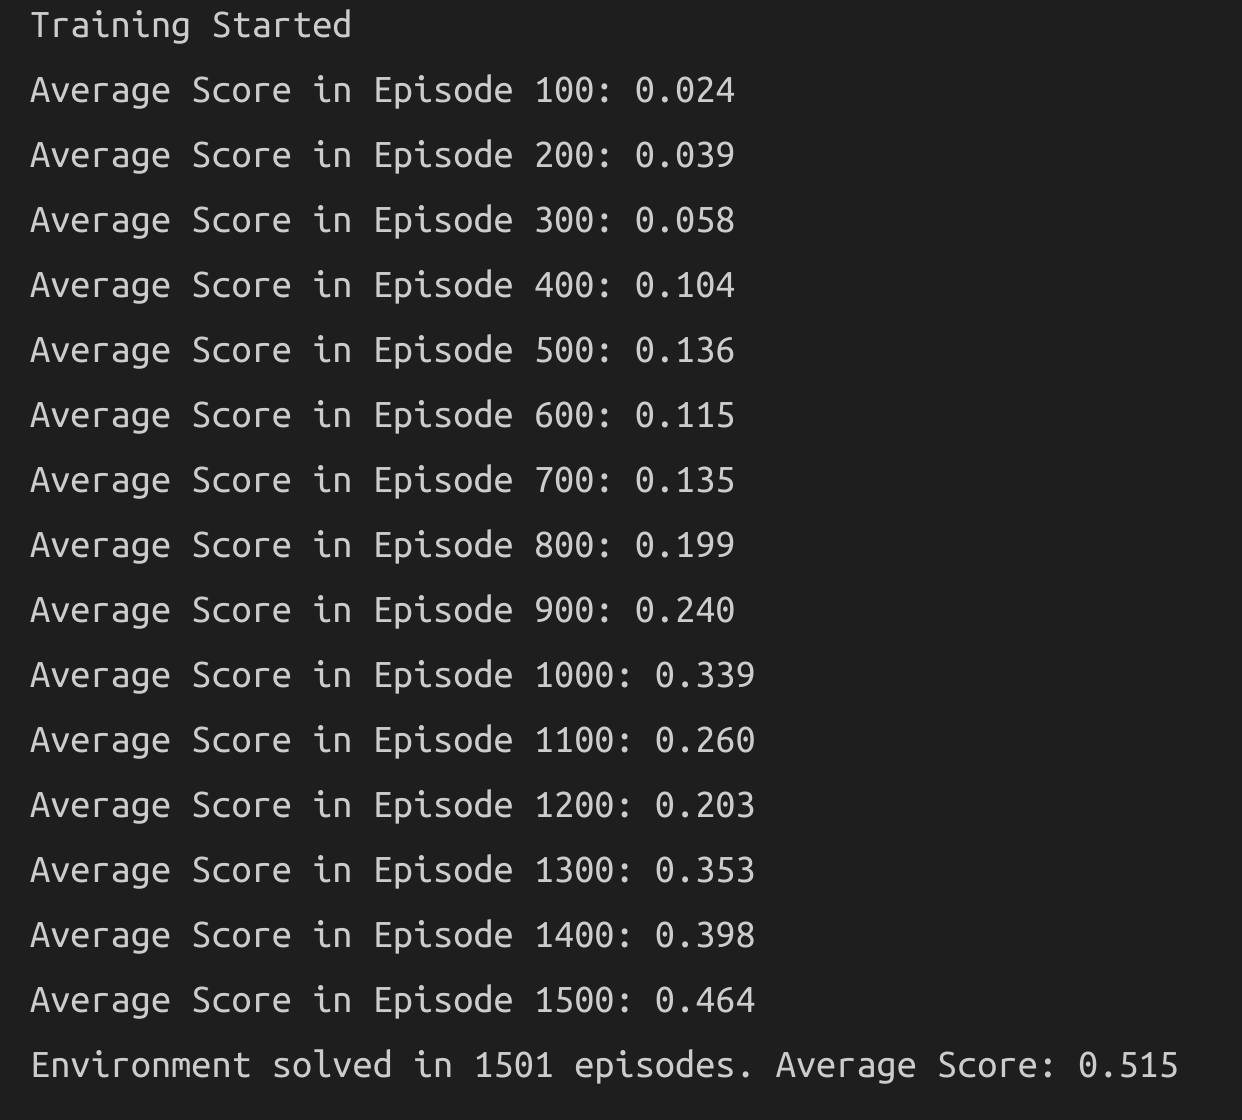 Training Started
Average Score in Episode 100: 0.024
Average Score in Episode 200: 0.039
Average Score in Episode 300: 0.058
Average Score in Episode 400: 0.104
Average Score in Episode 500: 0.136
Average Score in Episode 600: 0.115
Average Score in Episode 700: 0.135
Average Score in Episode 800: 0.199
Average Score in Episode 900: 0.240
Average Score in Episode 1000: 0.339
Average Score in Episode 1100: 0.260
Average Score in Episode 1200: 0.203
Average Score in Episode 1300: 0.353
Average Score in Episode 1400: 0.398
Average Score in Episode 1500: 0.464
Environment solved in 1501 episodes. Average Score: 0.515